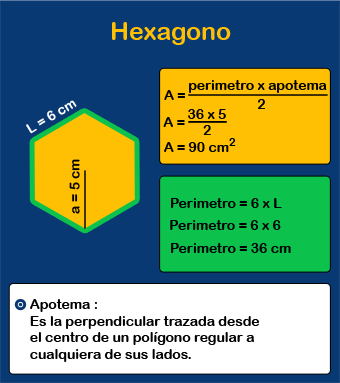 Hexagono
L = 6 cm
a = 5 cm
A = perimetro x apotema
2
A = 36 x 5
2
A = 90 cm²
Perimetro = 6 x L
Perimetro = 6 x 6
Perimetro = 36 cm
Apotema :
Es la perpendicular trazada desde
el centro de un polígono regular a
cualquiera de sus lados.